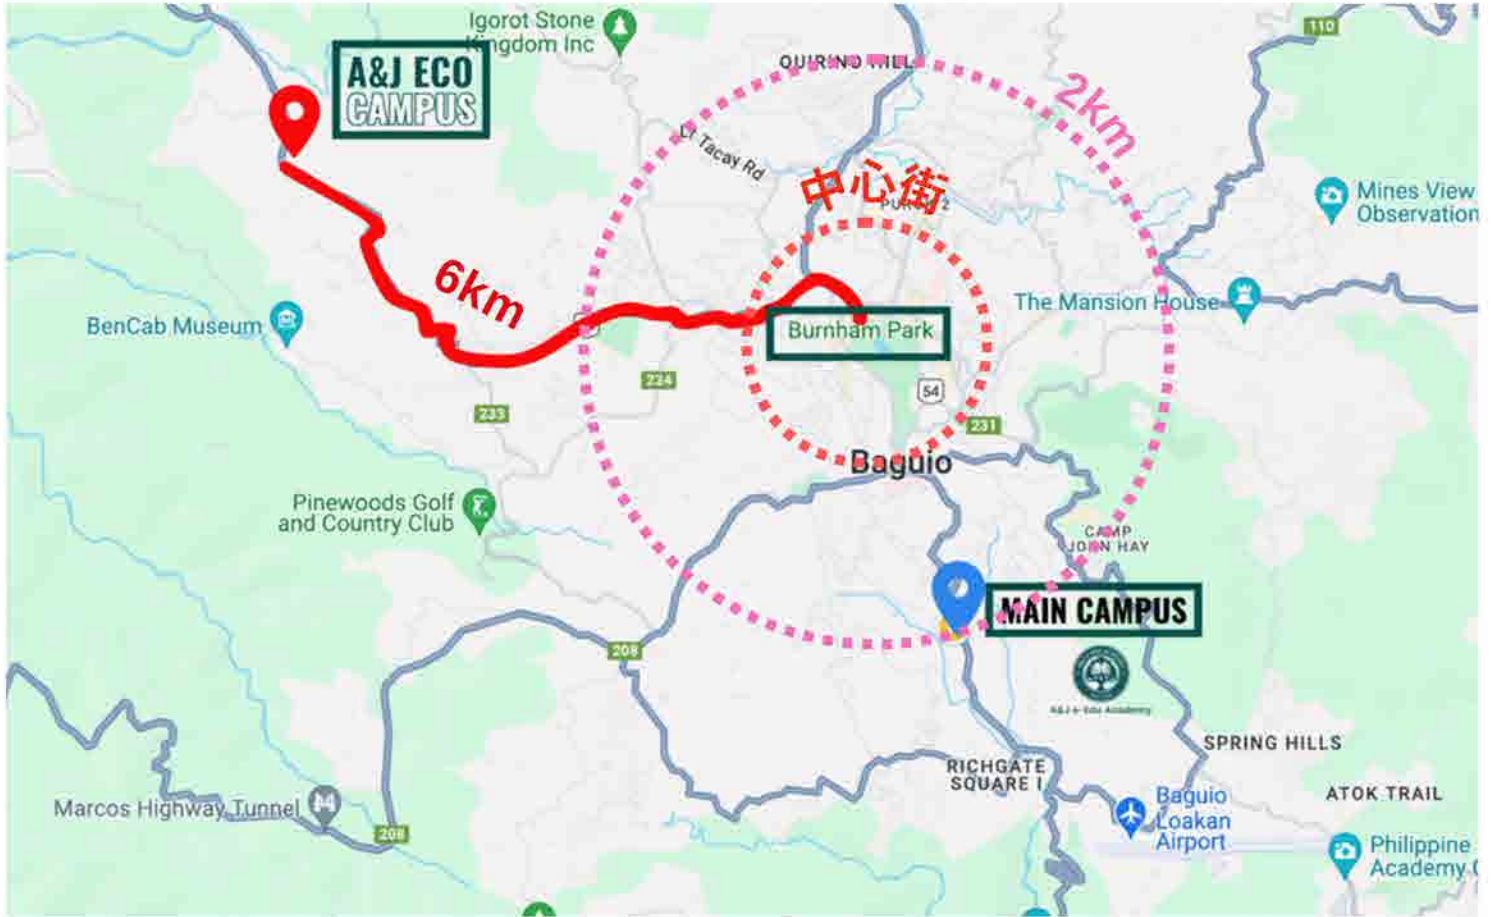 Igorot Stone
Kingdom Inc
110
A&J ECO
CAMPUS
QUIRINO HILL
2km
Lt Tacay Rd
中心街
Mines View
Observation
6km
The Mansion House
BenCab Museum
Burnham Park
224
54
233
231
Baguio
Pinewoods Golf
and Country Club
CAMP
JOHN HAY
MAIN CAMPUS
208
A&J e-Edu Academy
SPRING HILLS
RICHGATE
SQUARE I
Marcos Highway Tunnel
ATOK TRAIL
Baguio
Loakan
Airport
208
Philippine
Academy